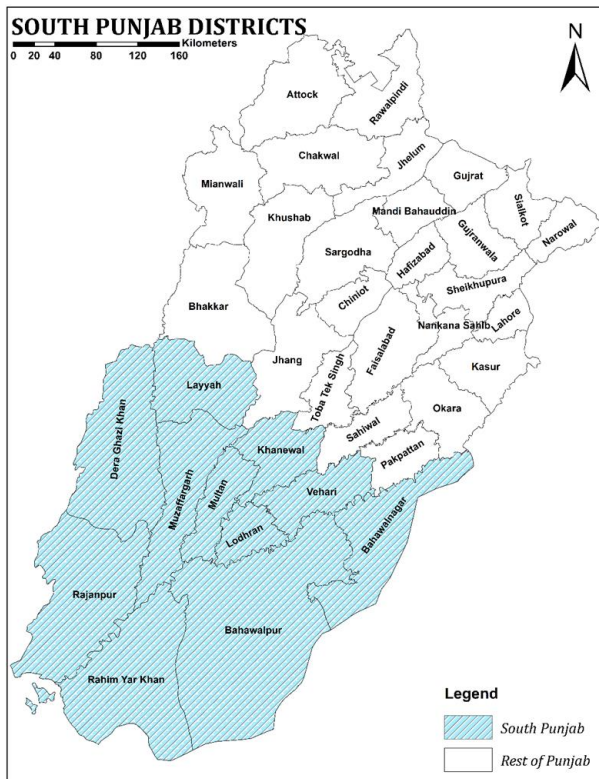 SOUTH PUNJAB DISTRICTS
Kilometers
0 20 40 80 120 160
N
Attock
Rawalpindi
Chakwal
Jhelum
Mianwali
Gujrat
Khushab
Mandi Bahauddin
Sialkot
Sargodha
Hafizabad
Gujranwala
Narowal
Bhakkar
Chiniot
Sheikhupura
Nankana Sahib
Lahore
Jhang
Toba Tek Singh
Faisalabad
Kasur
Layyah
Okara
Dera Ghazi Khan
Sahiwal
Khanewal
Pakpattan
Muzaffargarh
Multan
Vehari
Lodhran
Bahawalnagar
Rajanpur
Bahawalpur
Rahim Yar Khan
Legend
South Punjab
Rest of Punjab